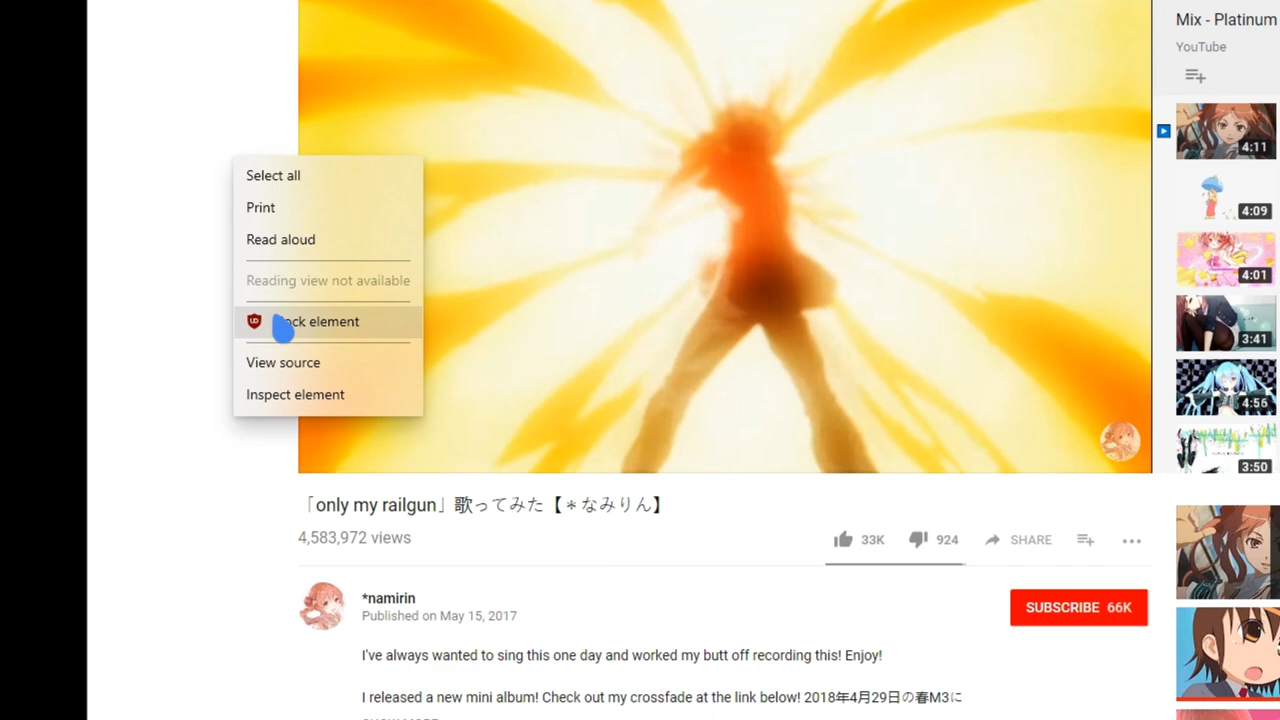 Mix - Platinum
YouTube
4:11
4:09
4:01
3:41
4:56
3:50
Select all
Print
Read aloud
Reading view not available
ock element
View source
Inspect element
「only my railgun」歌ってみた【＊なみりん】
4,583,972 views
33K
924
SHARE
*namirin
Published on May 15, 2017
SUBSCRIBE 66K
I've always wanted to sing this one day and worked my butt off recording this! Enjoy!
I released a new mini album! Check out my crossfade at the link below! 2018年4月29日の春M3に